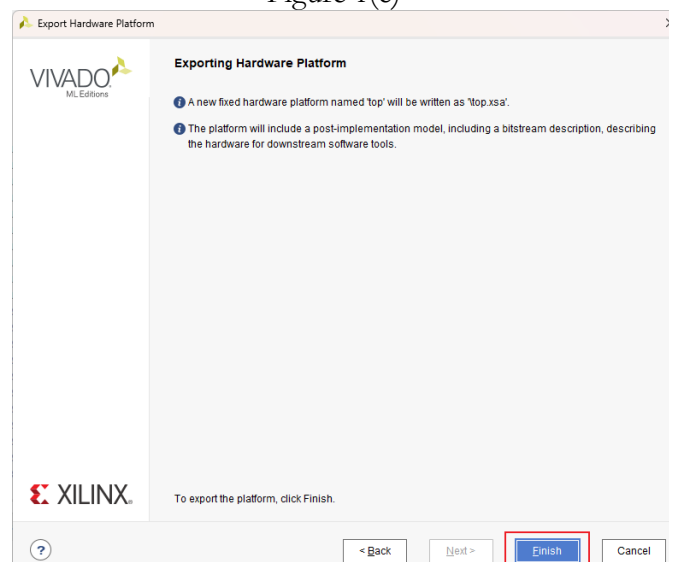 Figure 1(c)
Export Hardware Platform
VIVADO
ML Editions
Exporting Hardware Platform
A new fixed hardware platform named 'top' will be written as 'top.xsa'.
The platform will include a post-implementation model, including a bitstream description, describing
the hardware for downstream software tools.
XILINX
To export the platform, click Finish.
?
< Back
Next >
Finish
Cancel